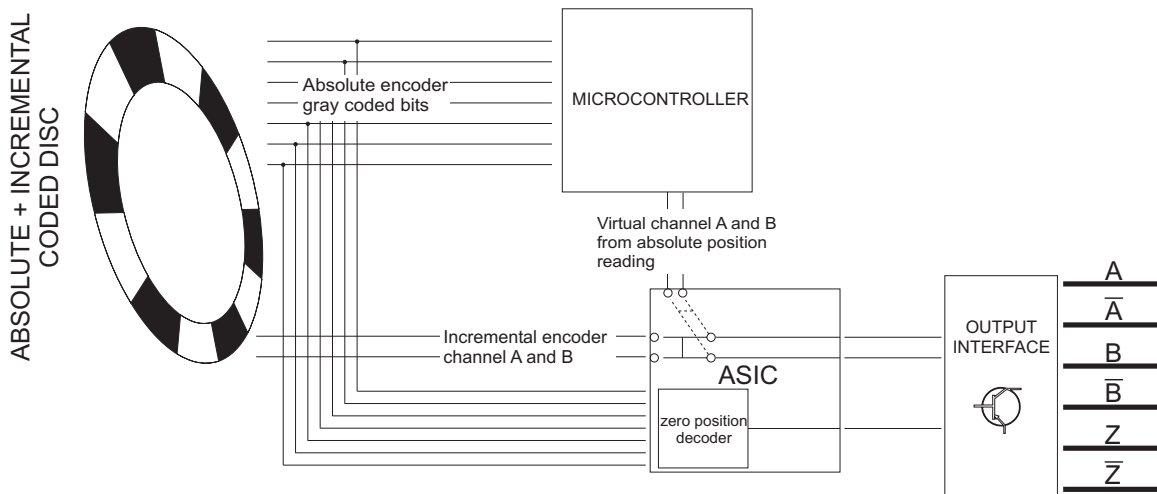 ABSOLUTE + INCREMENTAL
CODED DISC
Absolute encoder
gray coded bits
MICROCONTROLLER
Virtual channel A and B
from absolute position
reading
Incremental encoder
channel A and B
ASIC
zero position
decoder
OUTPUT
INTERFACE
A
A̅
B
B̅
Z
Z̅